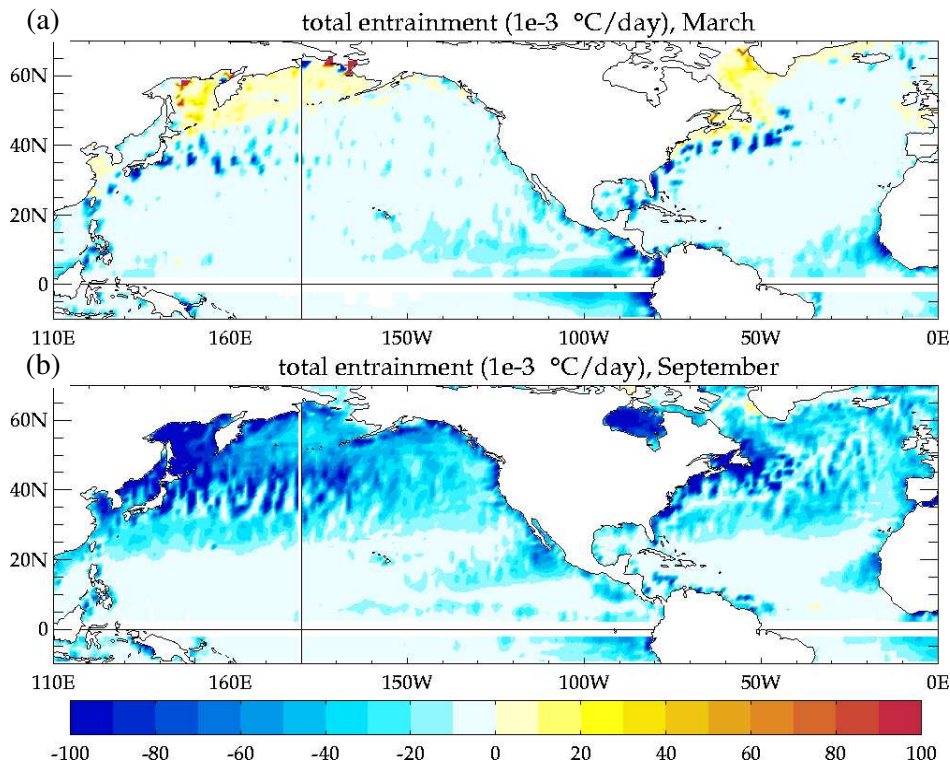 (a)
total entrainment (1e-3 °C/day), March
60N
40N
20N
0
110E 160E 150W 100W 50W 0E
(b)
total entrainment (1e-3 °C/day), September
60N
40N
20N
0
110E 160E 150W 100W 50W 0E
-100 -80 -60 -40 -20 0 20 40 60 80 100